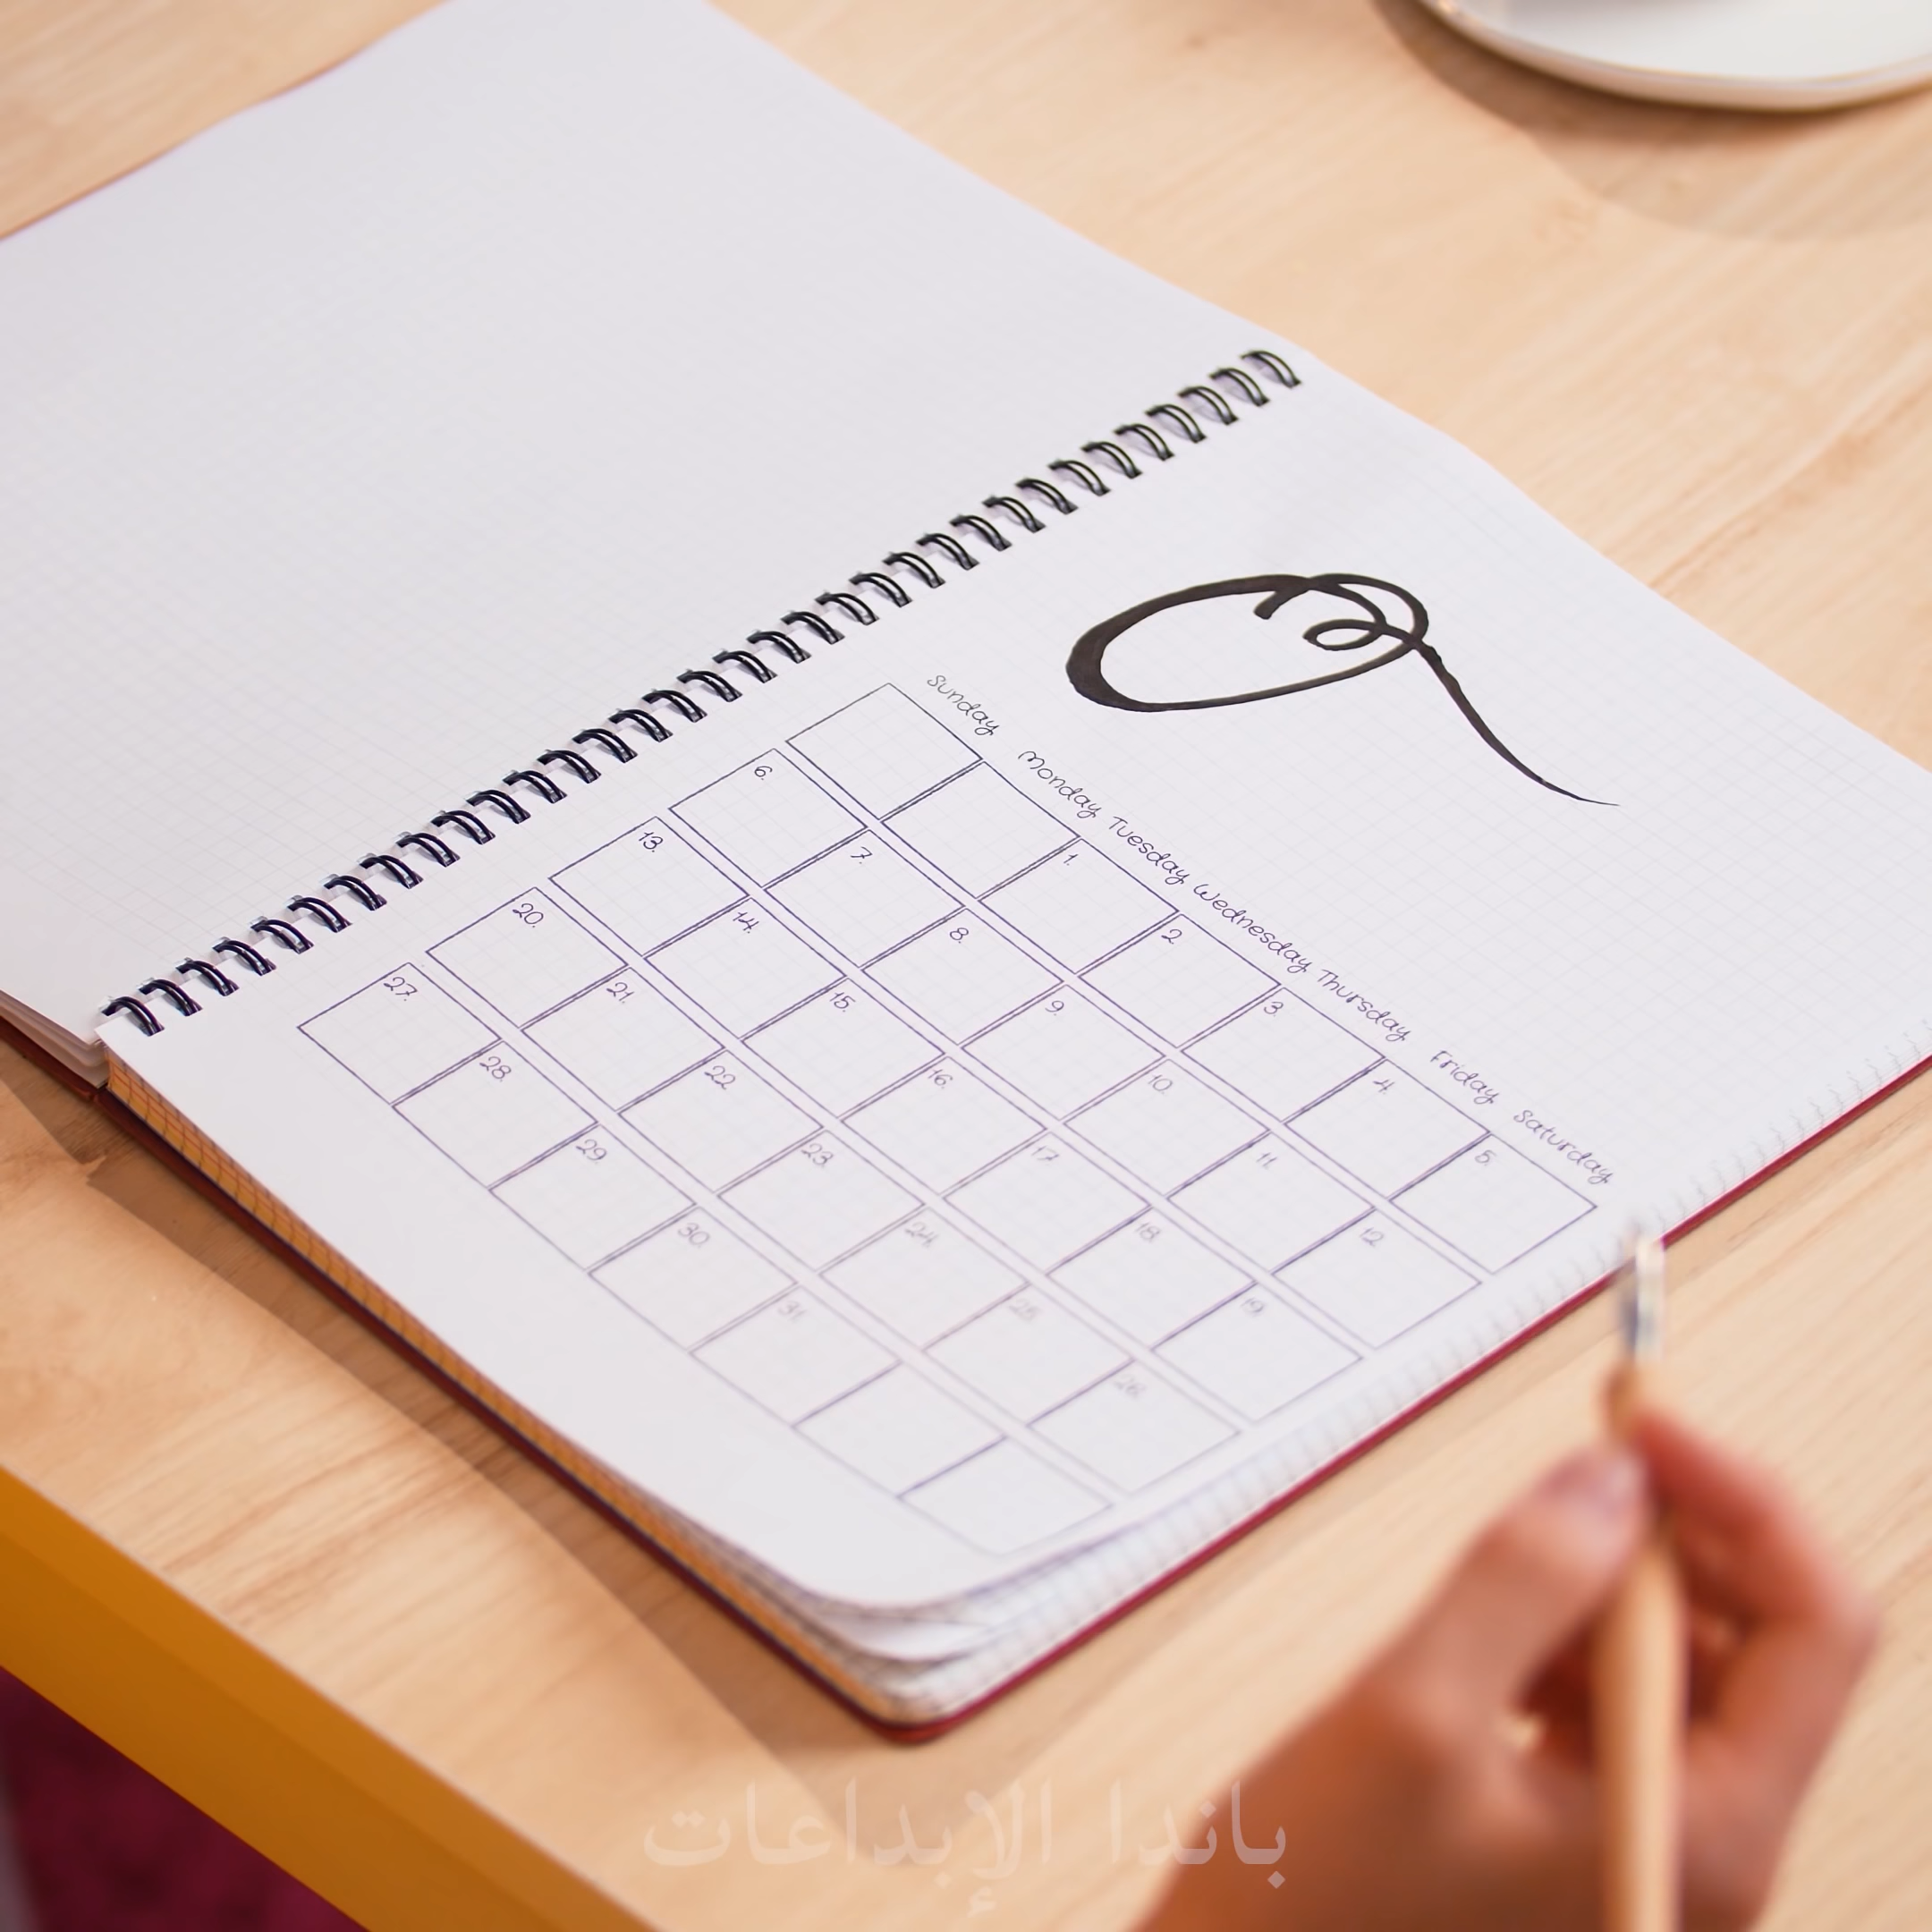 O
Sunday Monday Tuesday Wednesday Thursday Friday Saturday
1. 2 3. 4. 5.
6. 7. 8. 9. 10. 11. 12
13. 14. 15. 16. 17. 18. 19.
20. 21. 22 23. 24. 25. 26.
27. 28. 29. 30. 31.
باندا الإبداعات